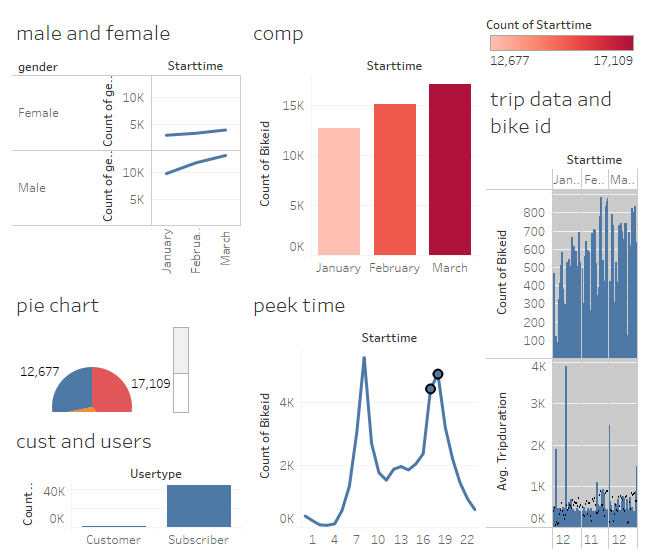 male and female
gender
Starttime
Female
Count of ge..
10K
5K
Male
Count of ge..
10K
5K
January
Februa..
March
comp
Starttime
Count of Bikeid
15K
10K
5K
0K
January February March
Count of Starttime
12,677 17,109
trip data and
bike id
Starttime
Jan.. Fe.. Ma..
Count of Bikeid
800
700
600
500
400
300
200
100
Avg. Tripduration
4K
3K
2K
1K
0K
12 11 12
pie chart
12,677
17,109
peek time
Starttime
Count of Bikeid
4K
2K
0K
1 4 7 10 13 16 19 22
cust and users
Usertype
Count ..
40K
0K
Customer Subscriber